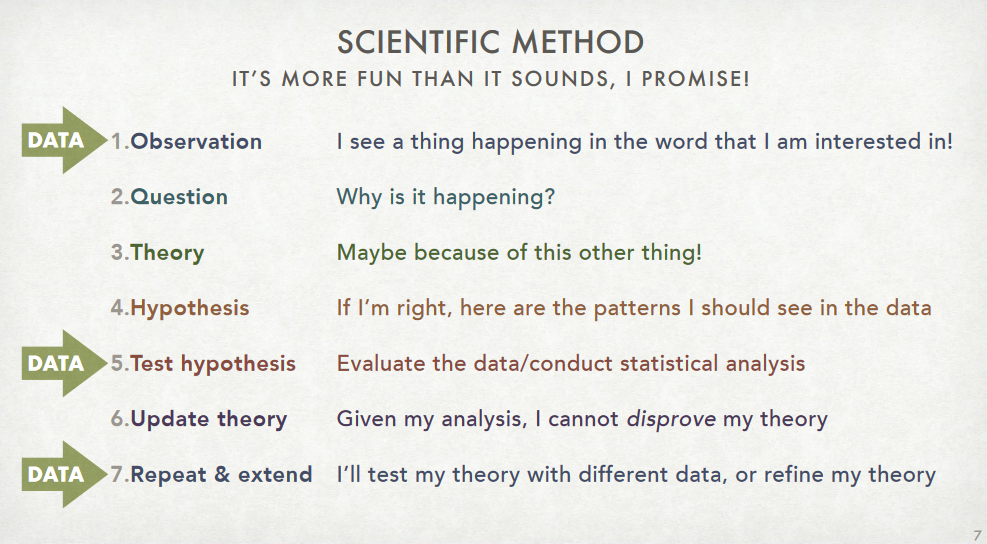 SCIENTIFIC METHOD
IT'S MORE FUN THAN IT SOUNDS, I PROMISE!
DATA 1.Observation I see a thing happening in the word that I am interested in!
2.Question Why is it happening?
3.Theory Maybe because of this other thing!
4.Hypothesis If I'm right, here are the patterns I should see in the data
DATA 5.Test hypothesis Evaluate the data/conduct statistical analysis
6.Update theory Given my analysis, I cannot disprove my theory
DATA 7.Repeat & extend I'll test my theory with different data, or refine my theory
7